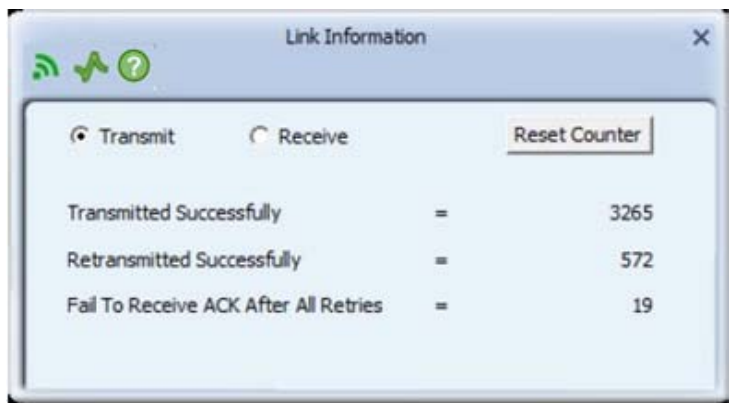 Link Information
Transmit Receive Reset Counter
Transmitted Successfully = 3265
Retransmitted Successfully = 572
Fail To Receive ACK After All Retries = 19